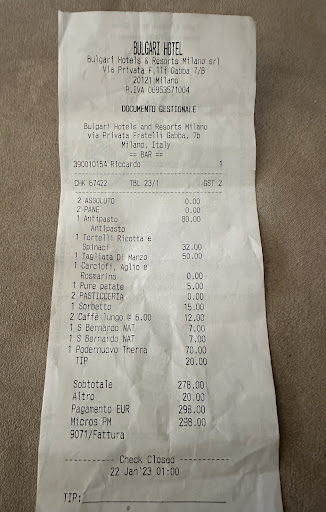 BULGARI HOTEL
Bulgari Hotels & Resorts Milano srl
Via Privata F.lli Gabba 7/B
20121 Milano
P.IVA 06953571004
DOCUMENTO GESTIONALE
Bulgari Hotels and Resorts Milano
via Privata Fratelli Gabba, 7b
Milano, Italy
== BAR ==
390010154 Riccardo 1
CHK 67422 TBL 23/1 GST 2
2 ASSOLUTO 0.00
2 PANE 0.00
1 Antipasto 80.00
Antipasto
1 Tortelli Ricotta e
Spinaci 32.00
1 Tagliata Di Manzo 50.00
1 Carciofi, Aglio e
Rosmarino 0.00
1 Pure patate 5.00
2 PASTICCERIA 0.00
1 Sorbetto 15.00
2 Caffè lungo @ 6.00 12.00
1 S Bernardo NAT 7.00
1 S Bernardo NAT 7.00
1 Podernuovo Therra 70.00
TIP 20.00
Subtotale 278.00
Altro 20.00
Pagamento EUR 298.00
Micros PM 298.00
9071/Fattura
Check Closed
22 Jan'23 01:00
TIP: